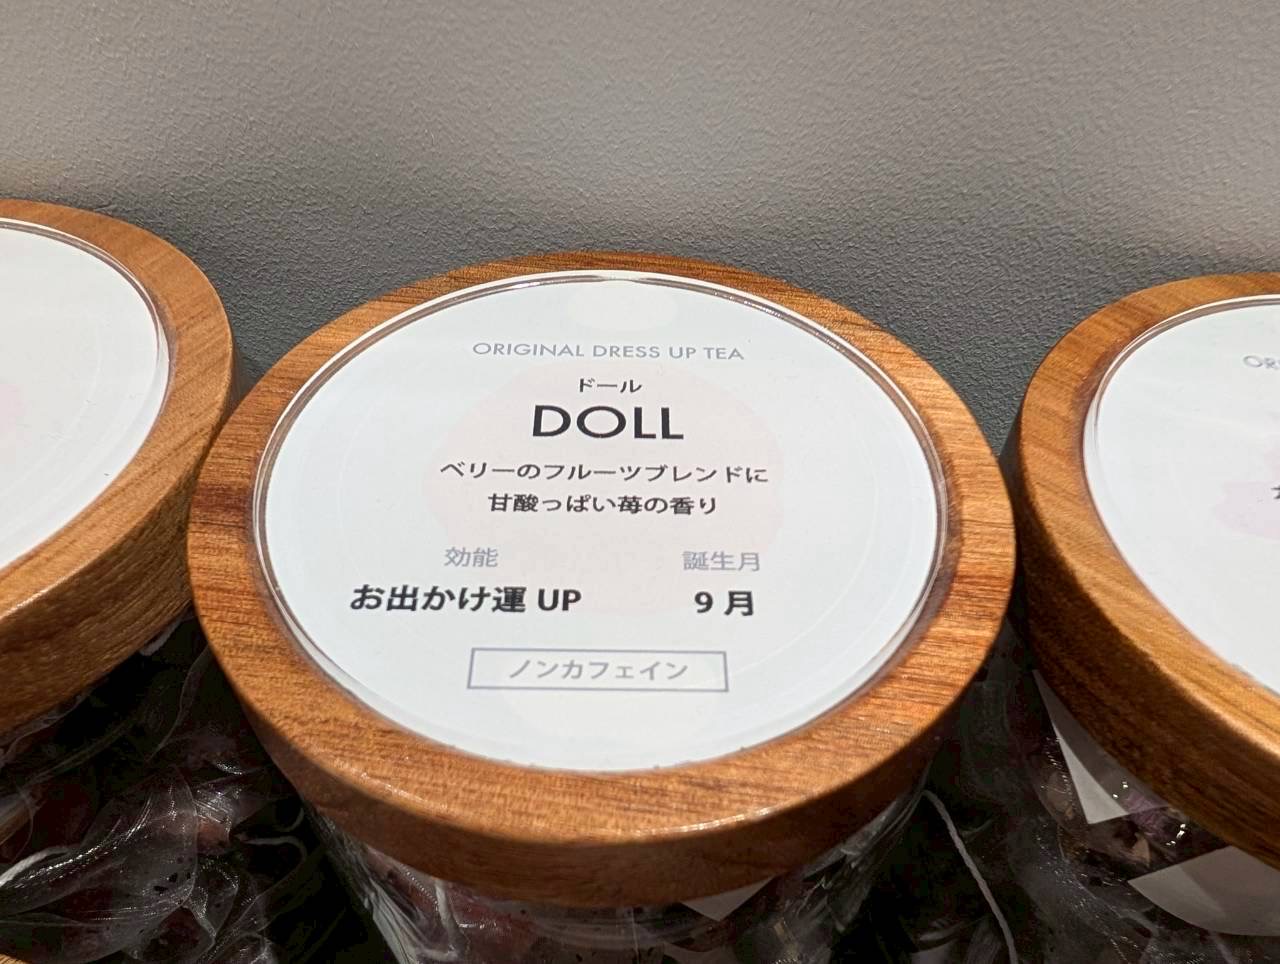 ORIGINAL DRESS UP TEA
ドール
DOLL
ベリーのフルーツブレンドに
甘酸っぱい苺の香り
効能 誕生月
お出かけ運 UP 9月
ノンカフェイン